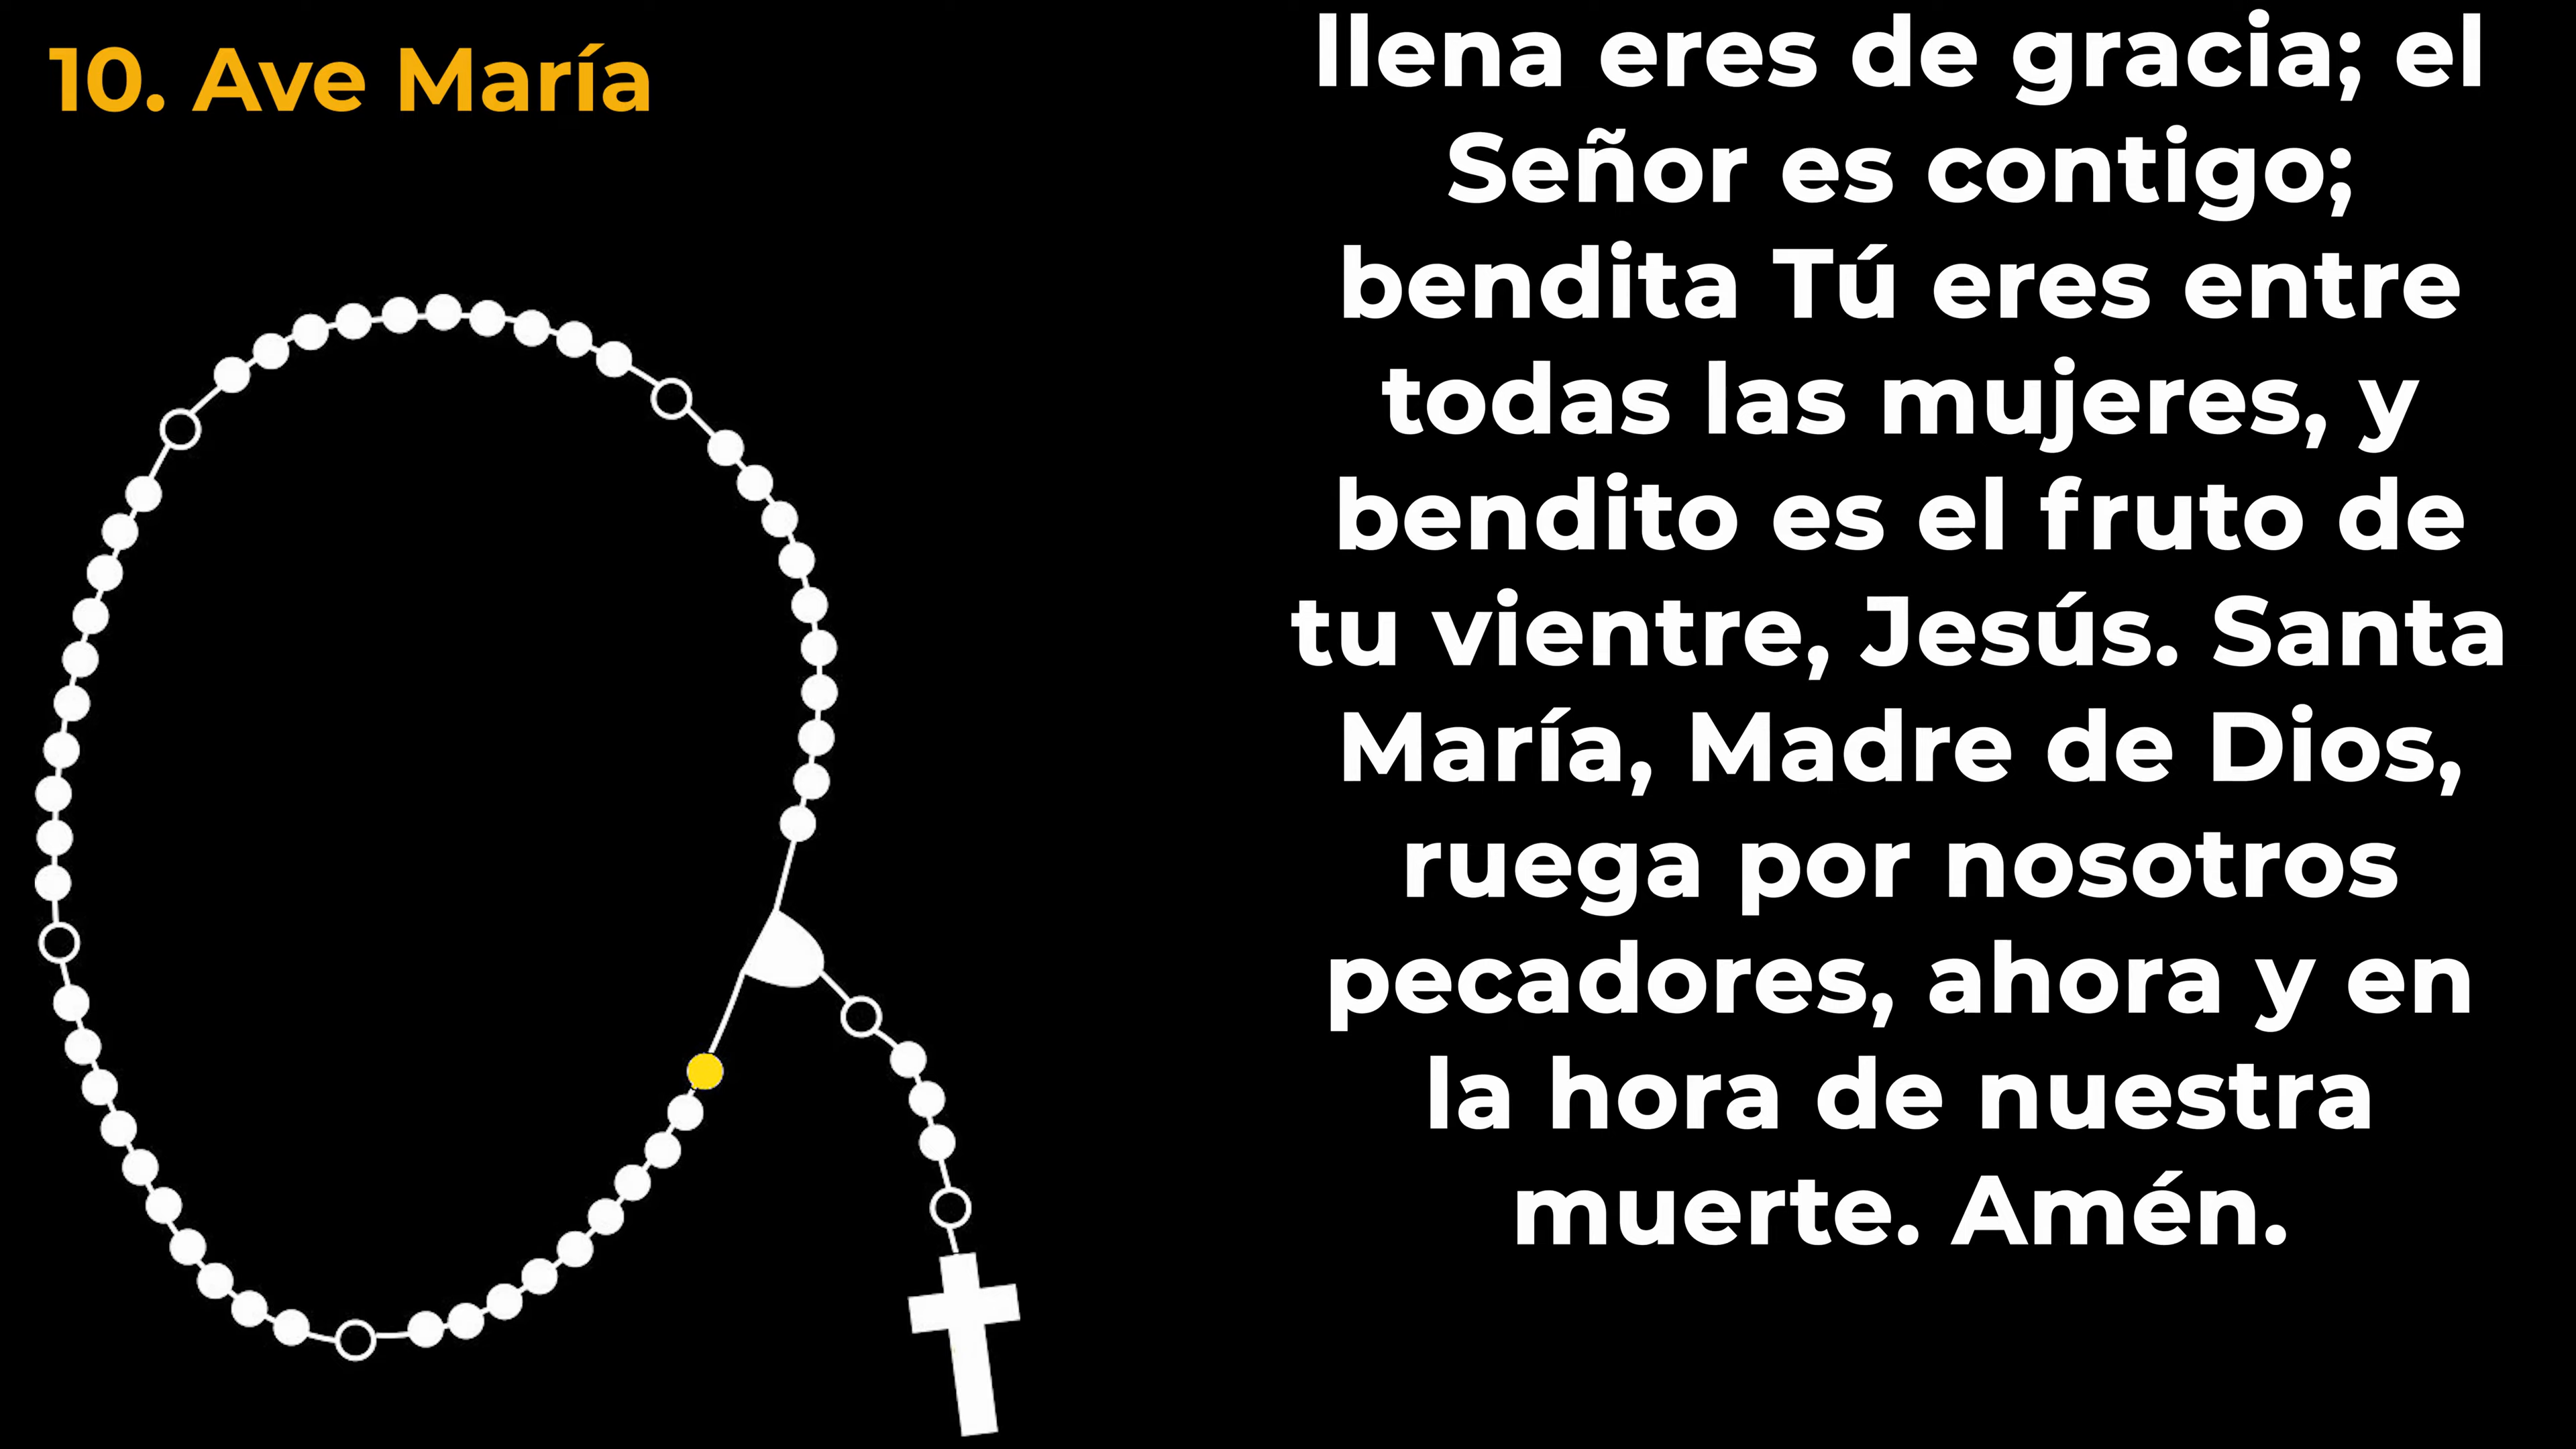 10. Ave María
llena eres de gracia; el
Señor es contigo;
bendita Tú eres entre
todas las mujeres, y
bendito es el fruto de
tu vientre, Jesús. Santa
María, Madre de Dios,
ruega por nosotros
pecadores, ahora y en
la hora de nuestra
muerte. Amén.